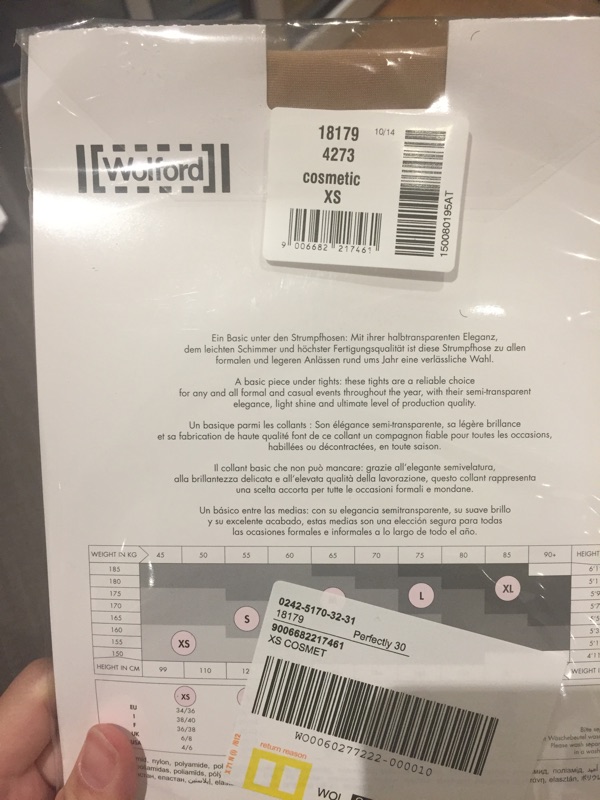 18179
10/14
4273
cosmetic
XS
9 006682 217461
150080195AT
Wolford
Ein Basic unter den Strumpfhosen: Mit ihrer halbtransparenten Eleganz,
dem leichten Schimmer und höchster Fertigungsqualität ist diese Strumpfhose zu allen
formalen und legeren Anlässen rund ums Jahr eine verlässliche Wahl.
A basic piece under tights: these tights are a reliable choice
for any and all formal and casual events throughout the year, with their semi-transparent
elegance, light shine and ultimate level of production quality.
Un basique parmi les collants : Son élégance semi-transparente, sa légère brillance
et sa fabrication de haute qualité font de ce collant un compagnon fiable pour toutes les occasions,
habillées ou décontractées, en toute saison.
Il collant basic che non può mancare: grazie all'elegante semivelatura,
alla brillantezza delicata e all'elevata qualità della lavorazione, questo collant rappresenta
una scelta accorta per tutte le occasioni formali e mondane.
Un básico entre las medias: con su elegancia semitransparente, su suave brillo
y su excelente acabado, estas medias son una elección segura para todas
las ocasiones formales e informales a lo largo de todo el año.
WEIGHT IN KG 45 50 55 60 65 70 75 80 85 90+ HEIGHT
185
180
175
170
165
160
155
150
XS S L XL
HEIGHT IN CM 99 110 12
XS
EU 34/36
I 38/40
F 36/38
UK 6/8
USA 4/6
0242-5170-32-31
18179 Perfectly 30
9006682217461
XS COSMET
WO0060277222-000010
return reason
WOL
nylon, polyamide,
poliamida,